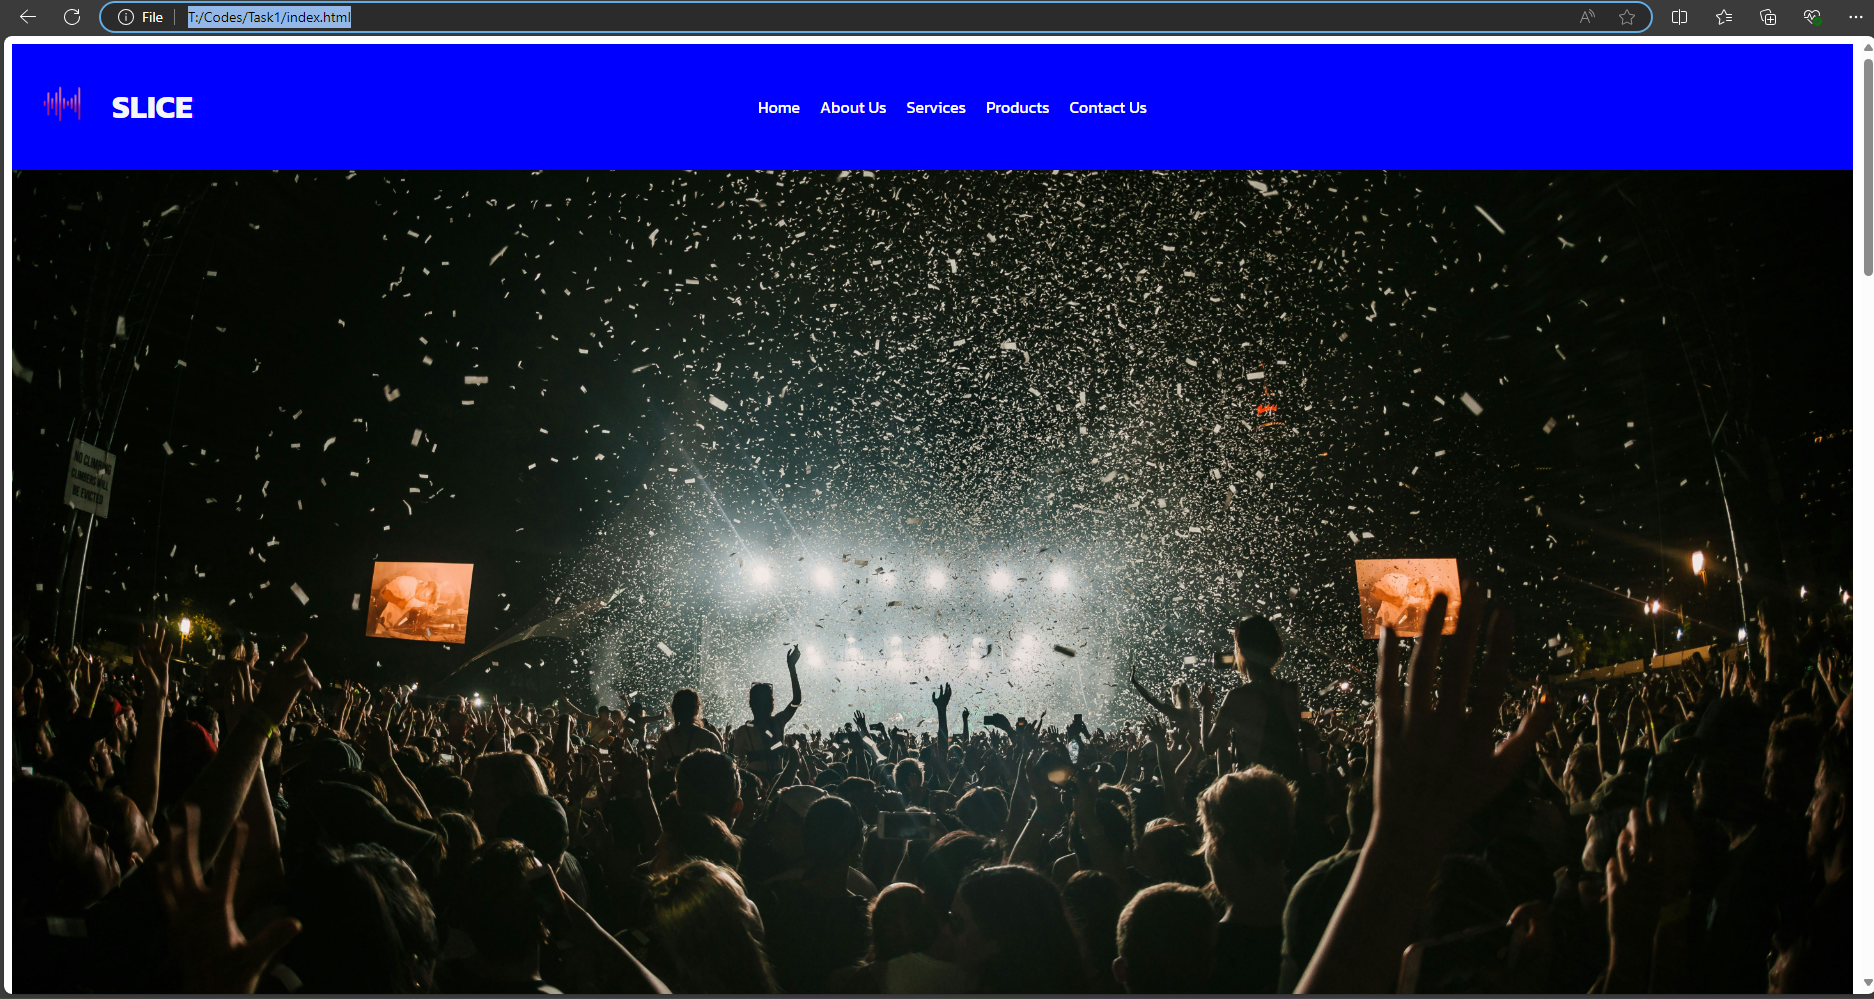 File
T:/Codes/Task1/index.html
SLICE
Home About Us Services Products Contact Us
NO CLIMBING
CLIMBERS WILL
BE EVICTED